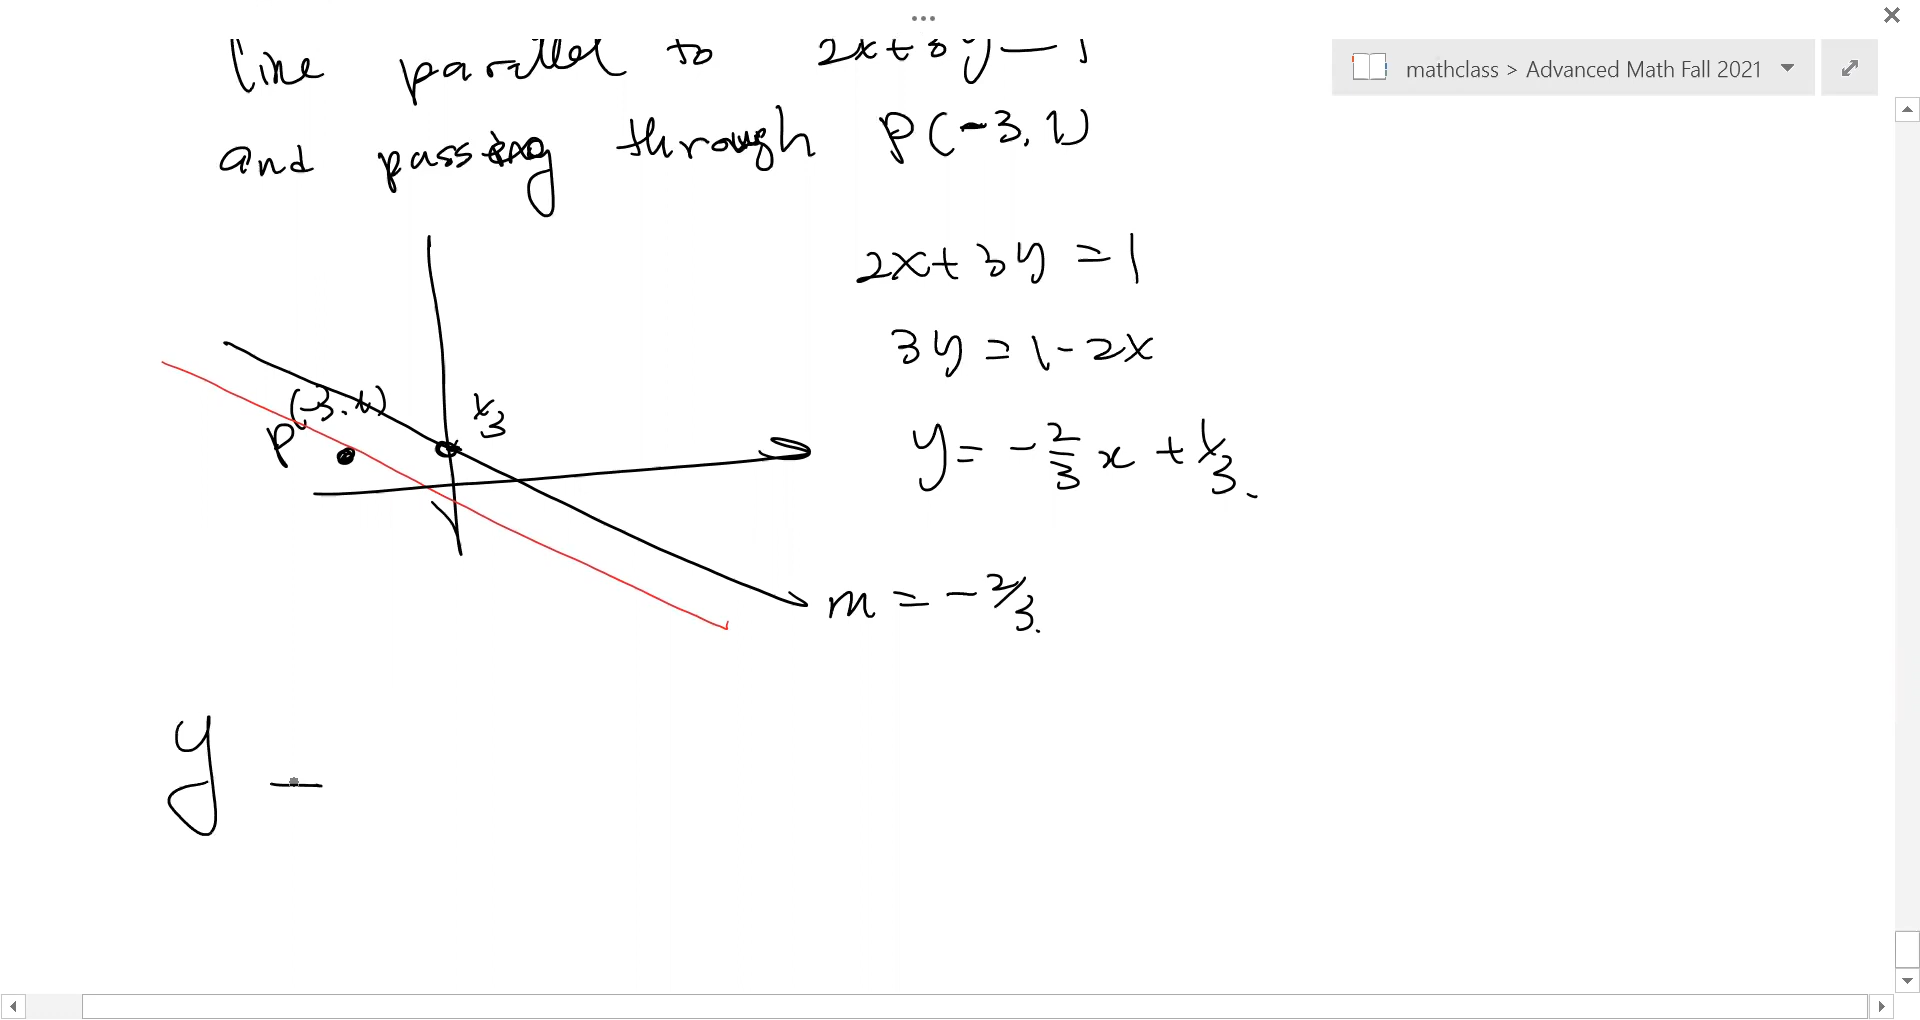 mathclass > Advanced Math Fall 2021
line parallel to 2x+3y=1
and passing through P(-3, 1)
2x+3y=1
3y=1-2x
(-3, 1)
P
1/3
y=-2/3 x+1/3.
m=-2/3.
y -